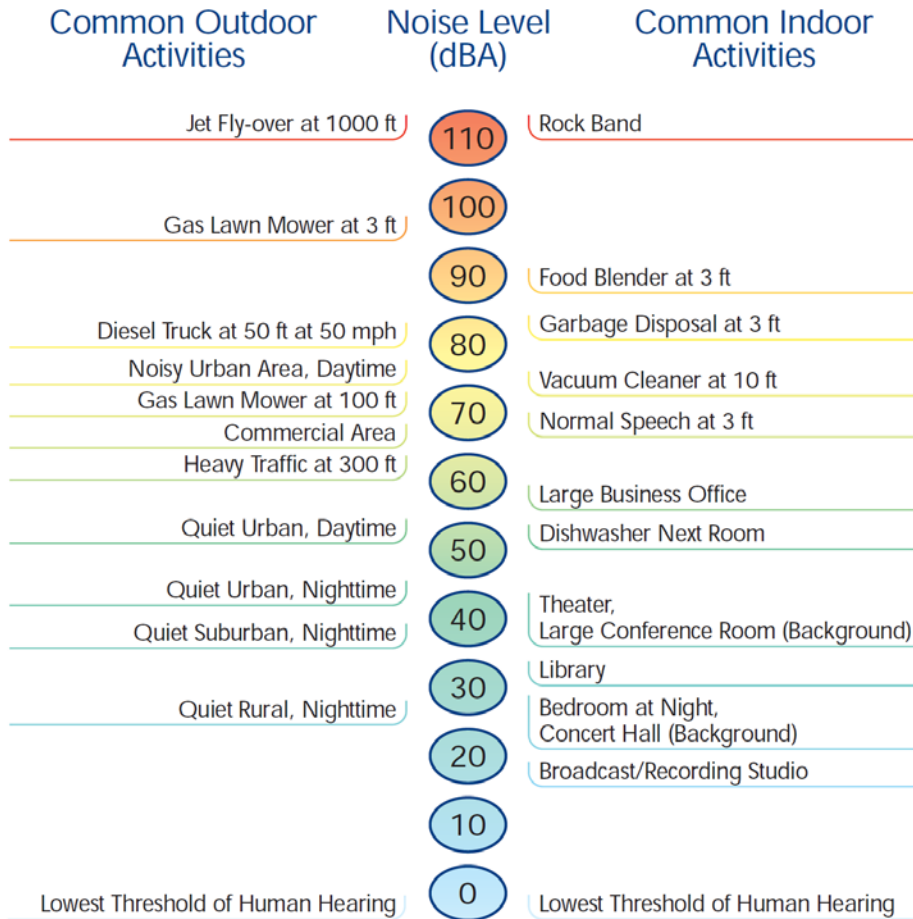 Common Outdoor
Activities
Noise Level
(dBA)
Common Indoor
Activities
Jet Fly-over at 1000 ft
110
Rock Band
100
Gas Lawn Mower at 3 ft
90
Food Blender at 3 ft
Diesel Truck at 50 ft at 50 mph
80
Garbage Disposal at 3 ft
Noisy Urban Area, Daytime
Vacuum Cleaner at 10 ft
Gas Lawn Mower at 100 ft
70
Normal Speech at 3 ft
Commercial Area
Heavy Traffic at 300 ft
60
Large Business Office
Quiet Urban, Daytime
Dishwasher Next Room
50
Quiet Urban, Nighttime
40
Theater,
Large Conference Room (Background)
Quiet Suburban, Nighttime
Library
30
Quiet Rural, Nighttime
Bedroom at Night,
Concert Hall (Background)
20
Broadcast/Recording Studio
10
Lowest Threshold of Human Hearing
0
Lowest Threshold of Human Hearing